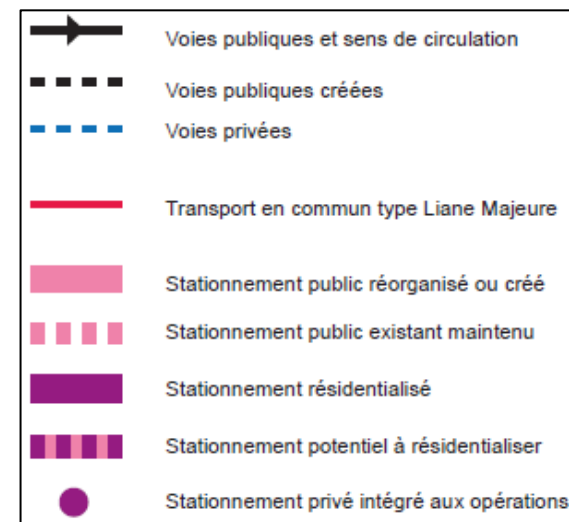 Voies publiques et sens de circulation
Voies publiques créées
Voies privées
Transport en commun type Liane Majeure
Stationnement public réorganisé ou créé
Stationnement public existant maintenu
Stationnement résidentialisé
Stationnement potentiel à résidentialiser
Stationnement privé intégré aux opérations